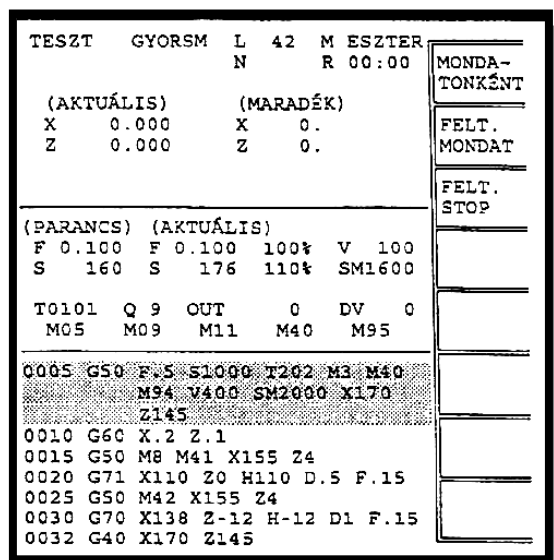 TESZT GYORSM L 42 M ESZTER
N R 00:00
(AKTUÁLIS) (MARADÉK)
X 0.000 X 0.
Z 0.000 Z 0.
(PARANCS) (AKTUÁLIS)
F 0.100 F 0.100 100% V 100
S 160 S 176 110% SM1600
T0101 Q 9 OUT 0 DV 0
M05 M09 M11 M40 M95
0005 G50 F.5 S1000 T202 M3 M40
M94 V400 SM2000 X170
Z145
0010 G60 X.2 Z.1
0015 G50 M8 M41 X155 Z4
0020 G71 X110 Z0 H110 D.5 F.15
0025 G50 M42 X155 Z4
0030 G70 X138 Z-12 H-12 D1 F.15
0032 G40 X170 Z145
MONDA-
TONKÉNT
FELT.
MONDAT
FELT.
STOP